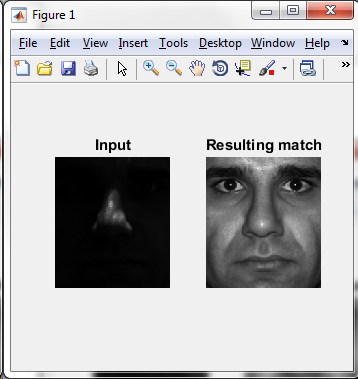 Figure 1
File Edit View Insert Tools Desktop Window Help
Input Resulting match